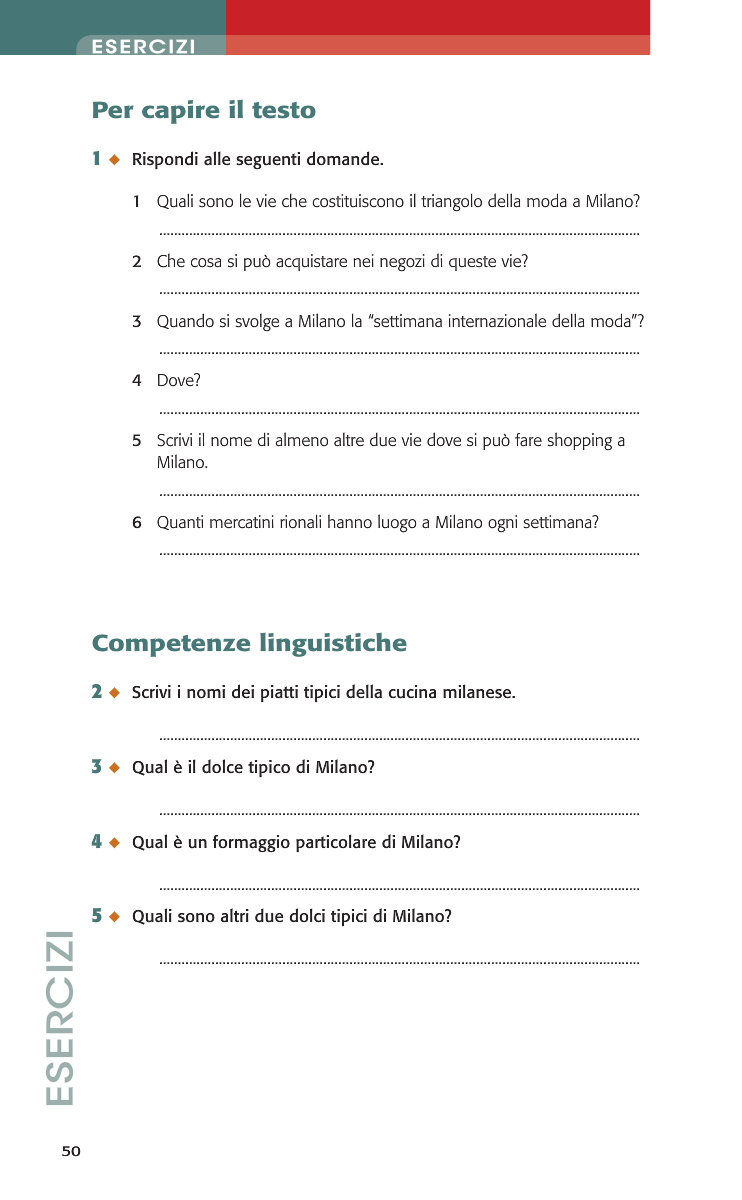 ESERCIZI
Per capire il testo
1 ◆ Rispondi alle seguenti domande.
1 Quali sono le vie che costituiscono il triangolo della moda a Milano?
................................................................................
2 Che cosa si può acquistare nei negozi di queste vie?
................................................................................
3 Quando si svolge a Milano la “settimana internazionale della moda”?
................................................................................
4 Dove?
................................................................................
5 Scrivi il nome di almeno altre due vie dove si può fare shopping a
Milano.
................................................................................
6 Quanti mercatini rionali hanno luogo a Milano ogni settimana?
................................................................................
Competenze linguistiche
2 ◆ Scrivi i nomi dei piatti tipici della cucina milanese.
................................................................................
3 ◆ Qual è il dolce tipico di Milano?
................................................................................
4 ◆ Qual è un formaggio particolare di Milano?
................................................................................
5 ◆ Quali sono altri due dolci tipici di Milano?
................................................................................
ESERCIZI
50